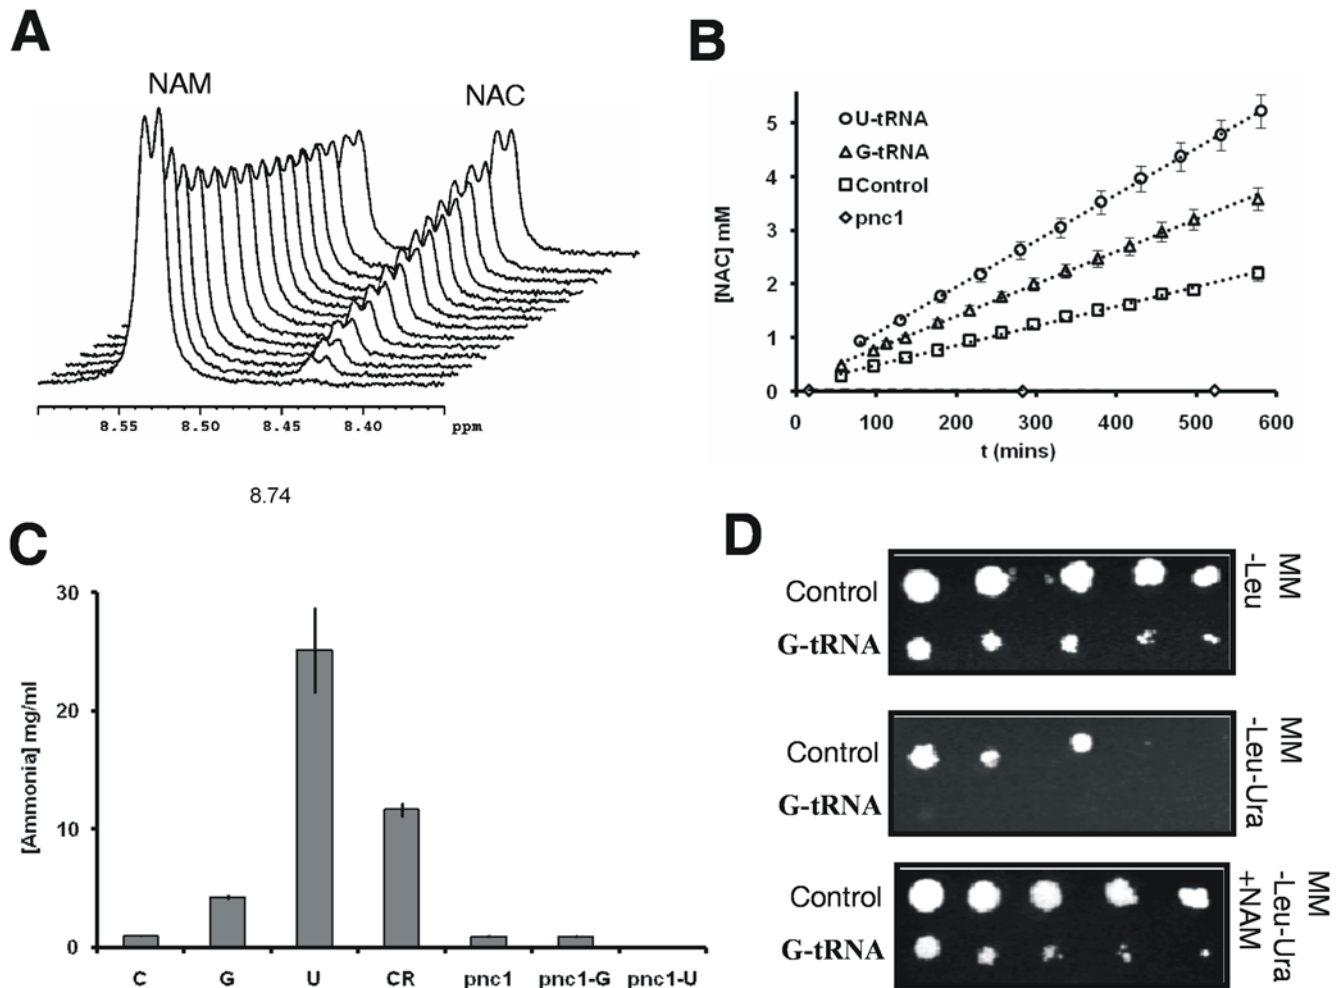 A
NAM
NAC
8.55 8.50 8.45 8.40 ppm
8.74
B
[NAC] mM
5
4
3
2
1
0
U-tRNA
G-tRNA
Control
pnc1
0 100 200 300 400 500 600
t (mins)
C
[Ammonia] mg/ml
30
20
10
0
C G U CR pnc1 pnc1-G pnc1-U
D
Control
G-tRNA
MM
-Leu
Control
G-tRNA
MM
-Leu-Ura
Control
G-tRNA
MM
-Leu-Ura
+NAM